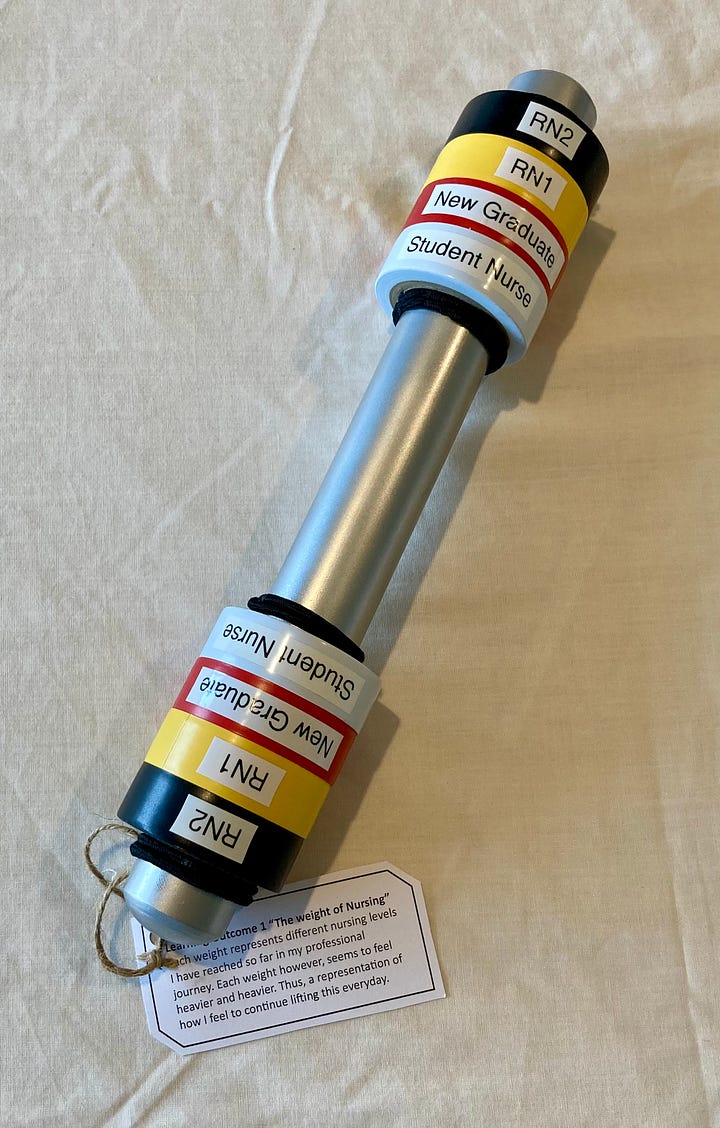 RN2
RN1
New Graduate
Student Nurse
Student Nurse
New Graduate
RN1
RN2
Learning Outcome 1 “The weight of Nursing”
Each weight represents different nursing levels
I have reached so far in my professional
journey. Each weight however, seems to feel
heavier and heavier. Thus, a representation of
how I feel to continue lifting this everyday.